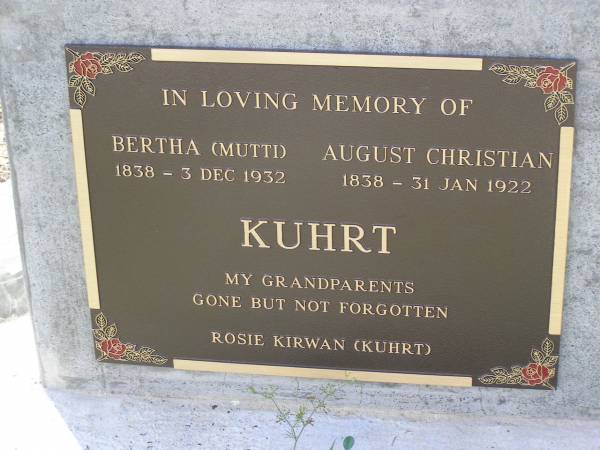 IN LOVING MEMORY OF
BERTHA (MUTTI) AUGUST CHRISTIAN
1838 - 3 DEC 1932 1838 - 31 JAN 1922
KUHRT
MY GRANDPARENTS
GONE BUT NOT FORGOTTEN
ROSIE KIRWAN (KUHRT)